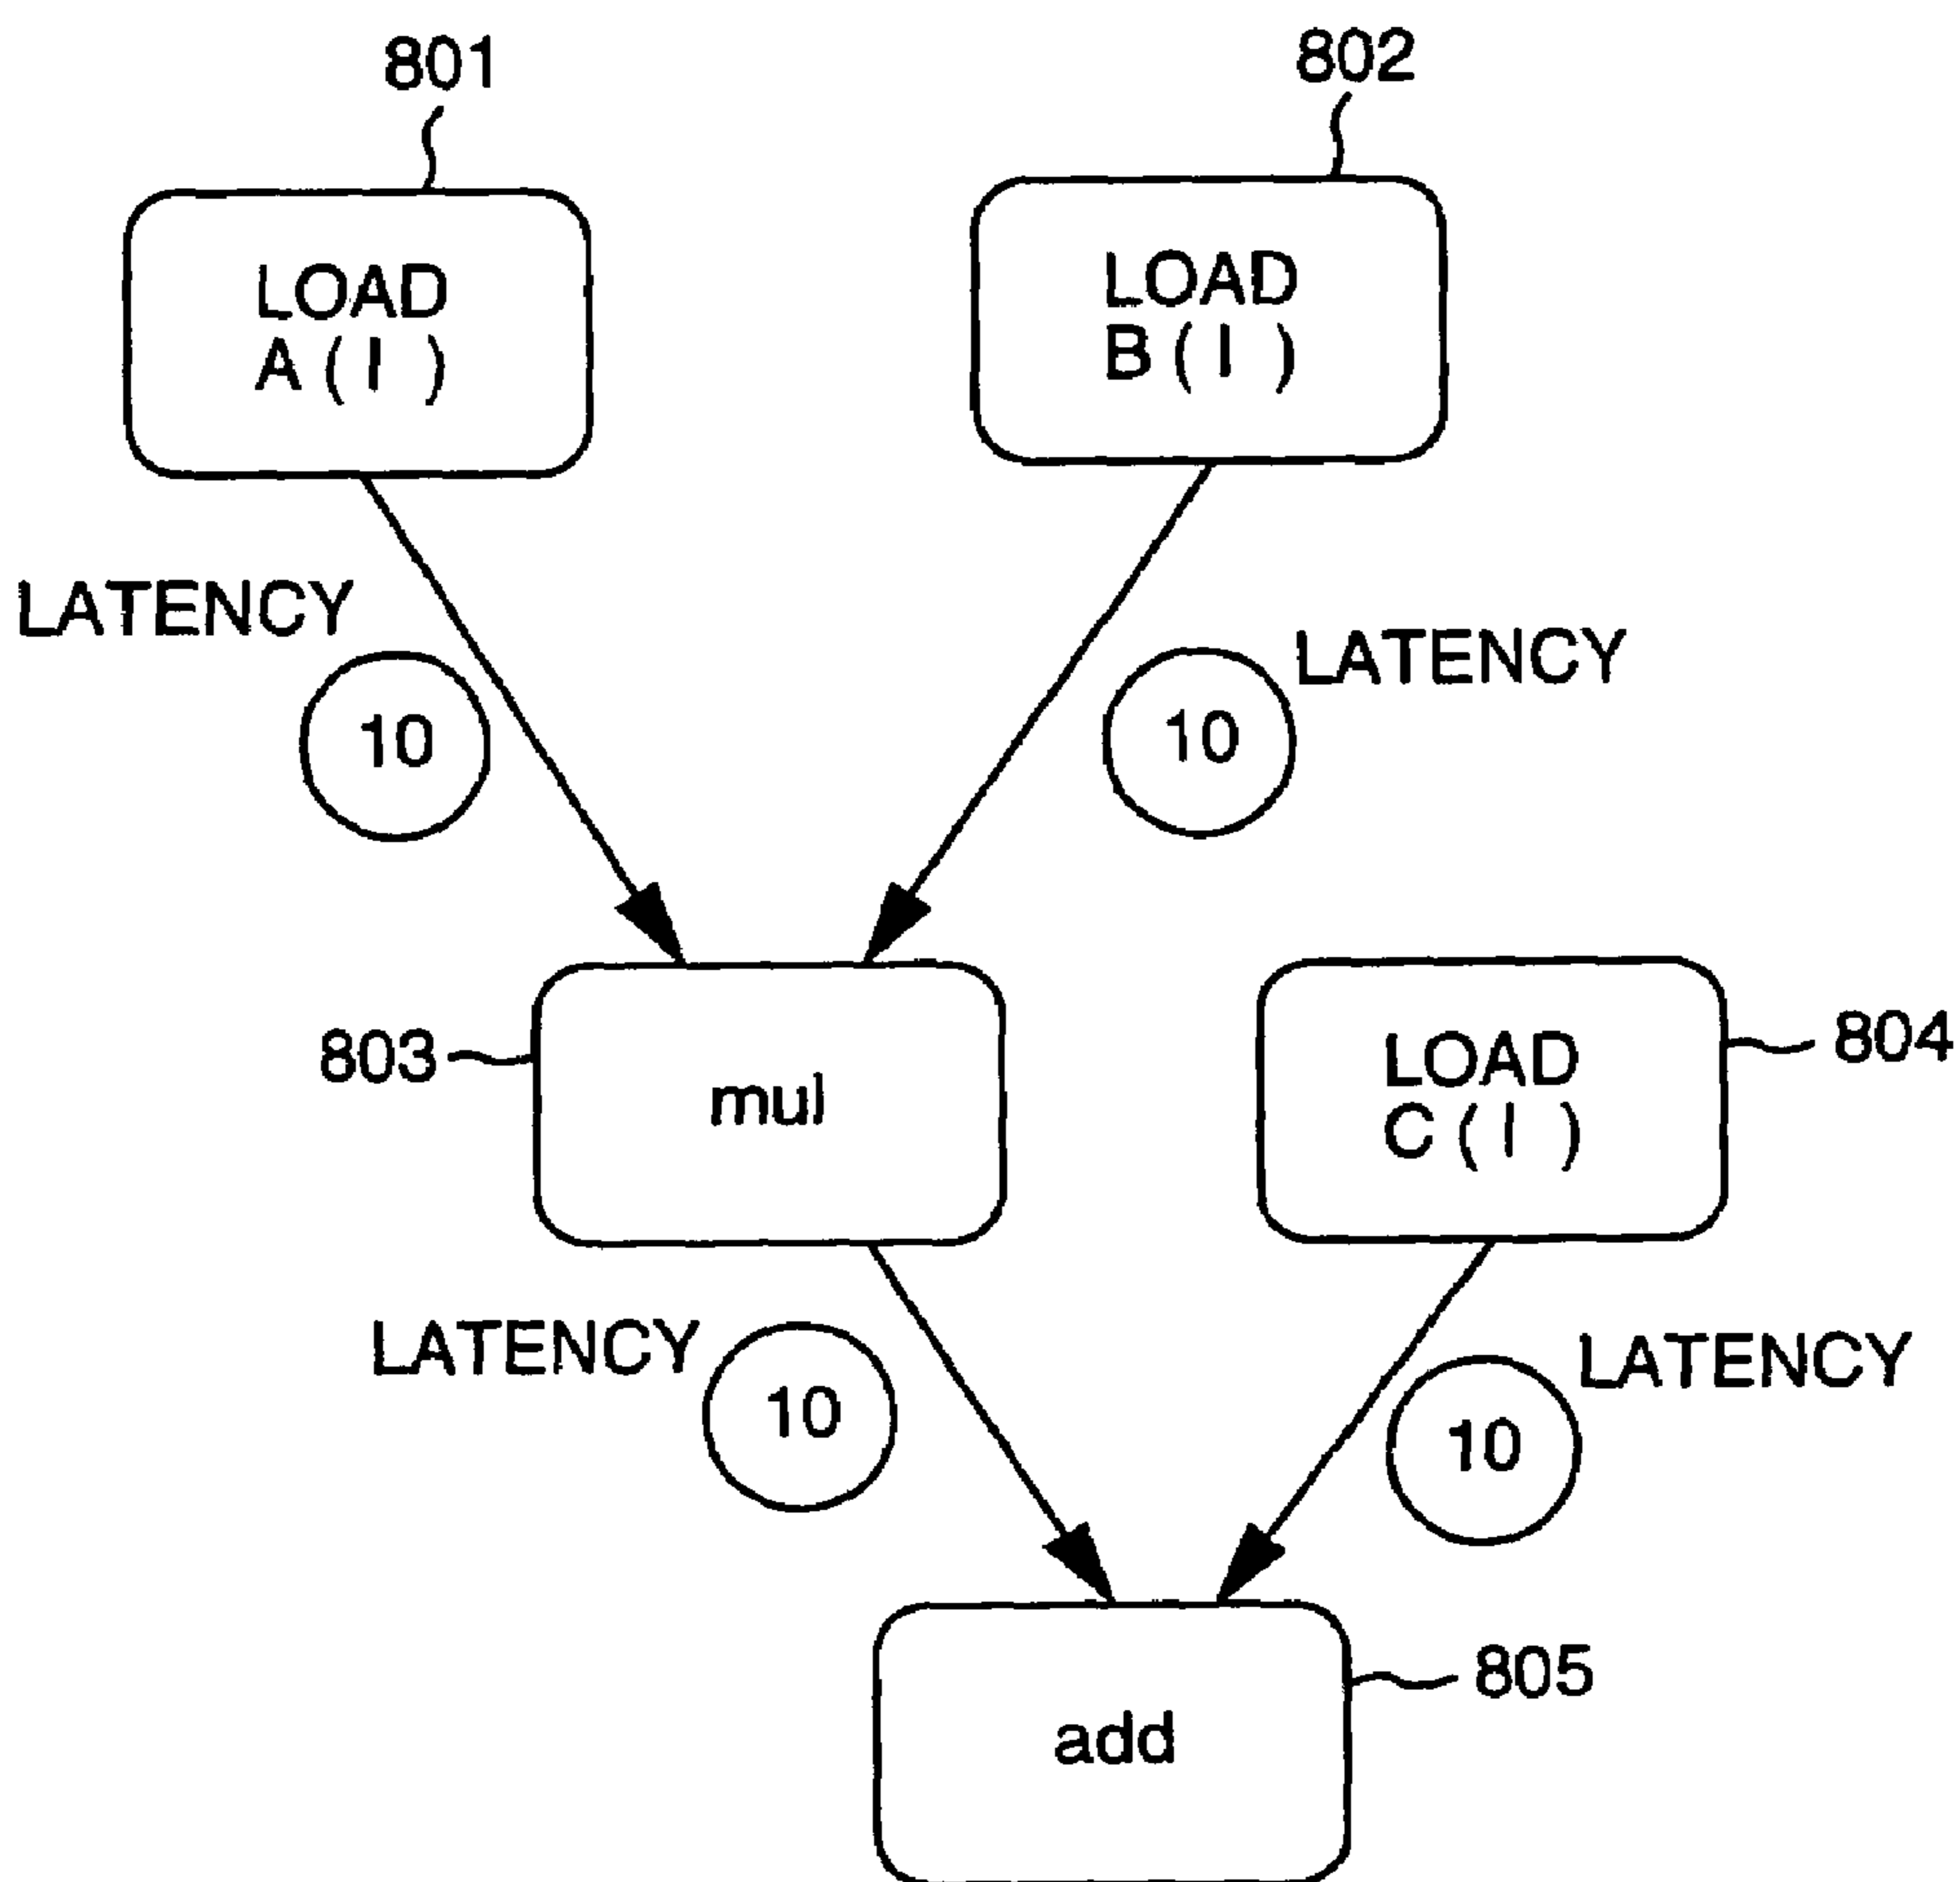 801
802
LOAD
A ( I )
LOAD
B ( I )
LATENCY
10
10
LATENCY
803
mul
LOAD
C ( I )
804
LATENCY
10
10
LATENCY
805
add